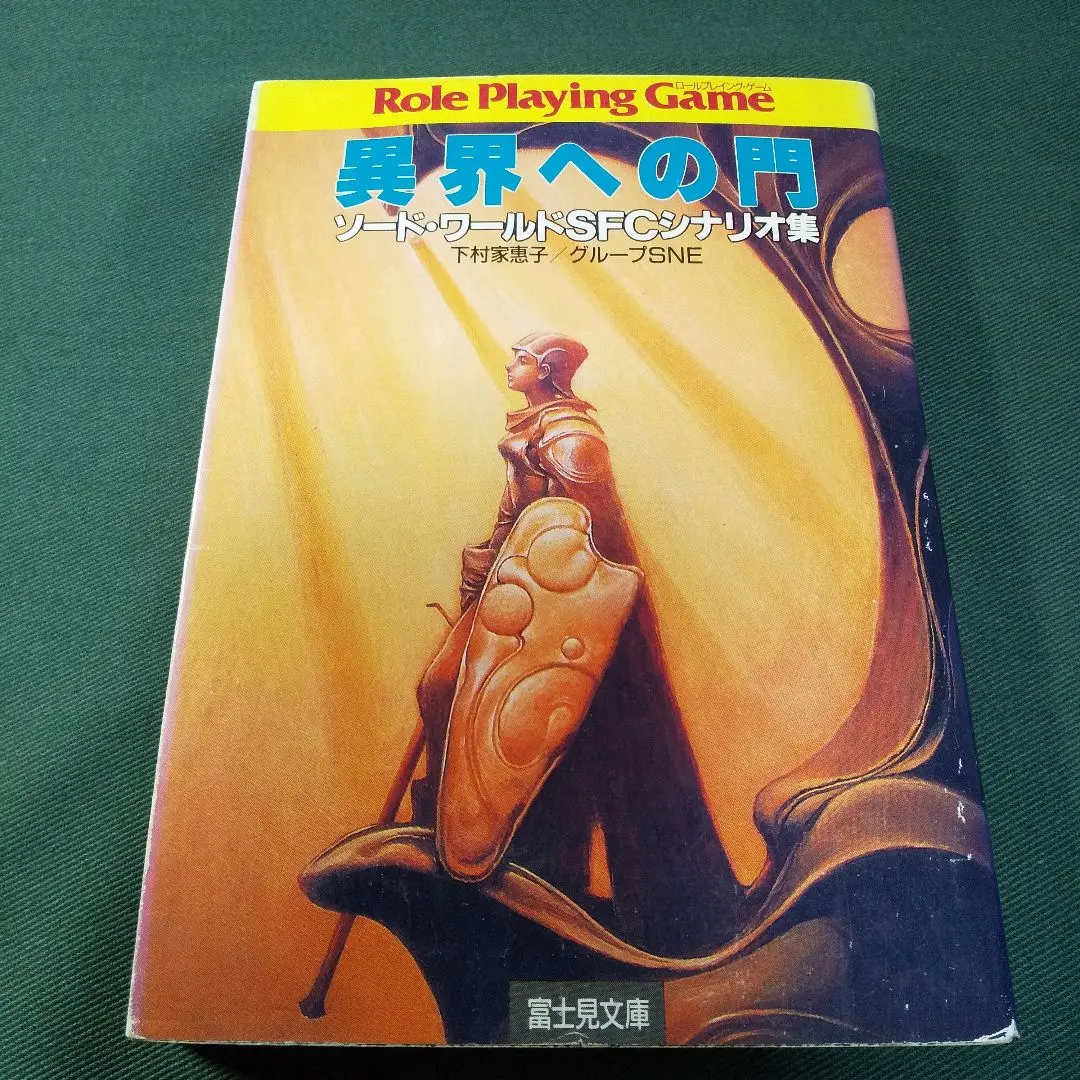 ロールプレイング・ゲーム
Role Playing Game
異界への門
ソード・ワールドSFCシナリオ集
下村家惠子／グループSNE
富士見文庫